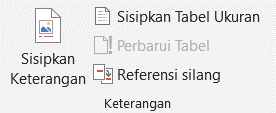 Sisipkan
Keterangan
Sisipkan Tabel Ukuran
Perbarui Tabel
Referensi silang
Keterangan